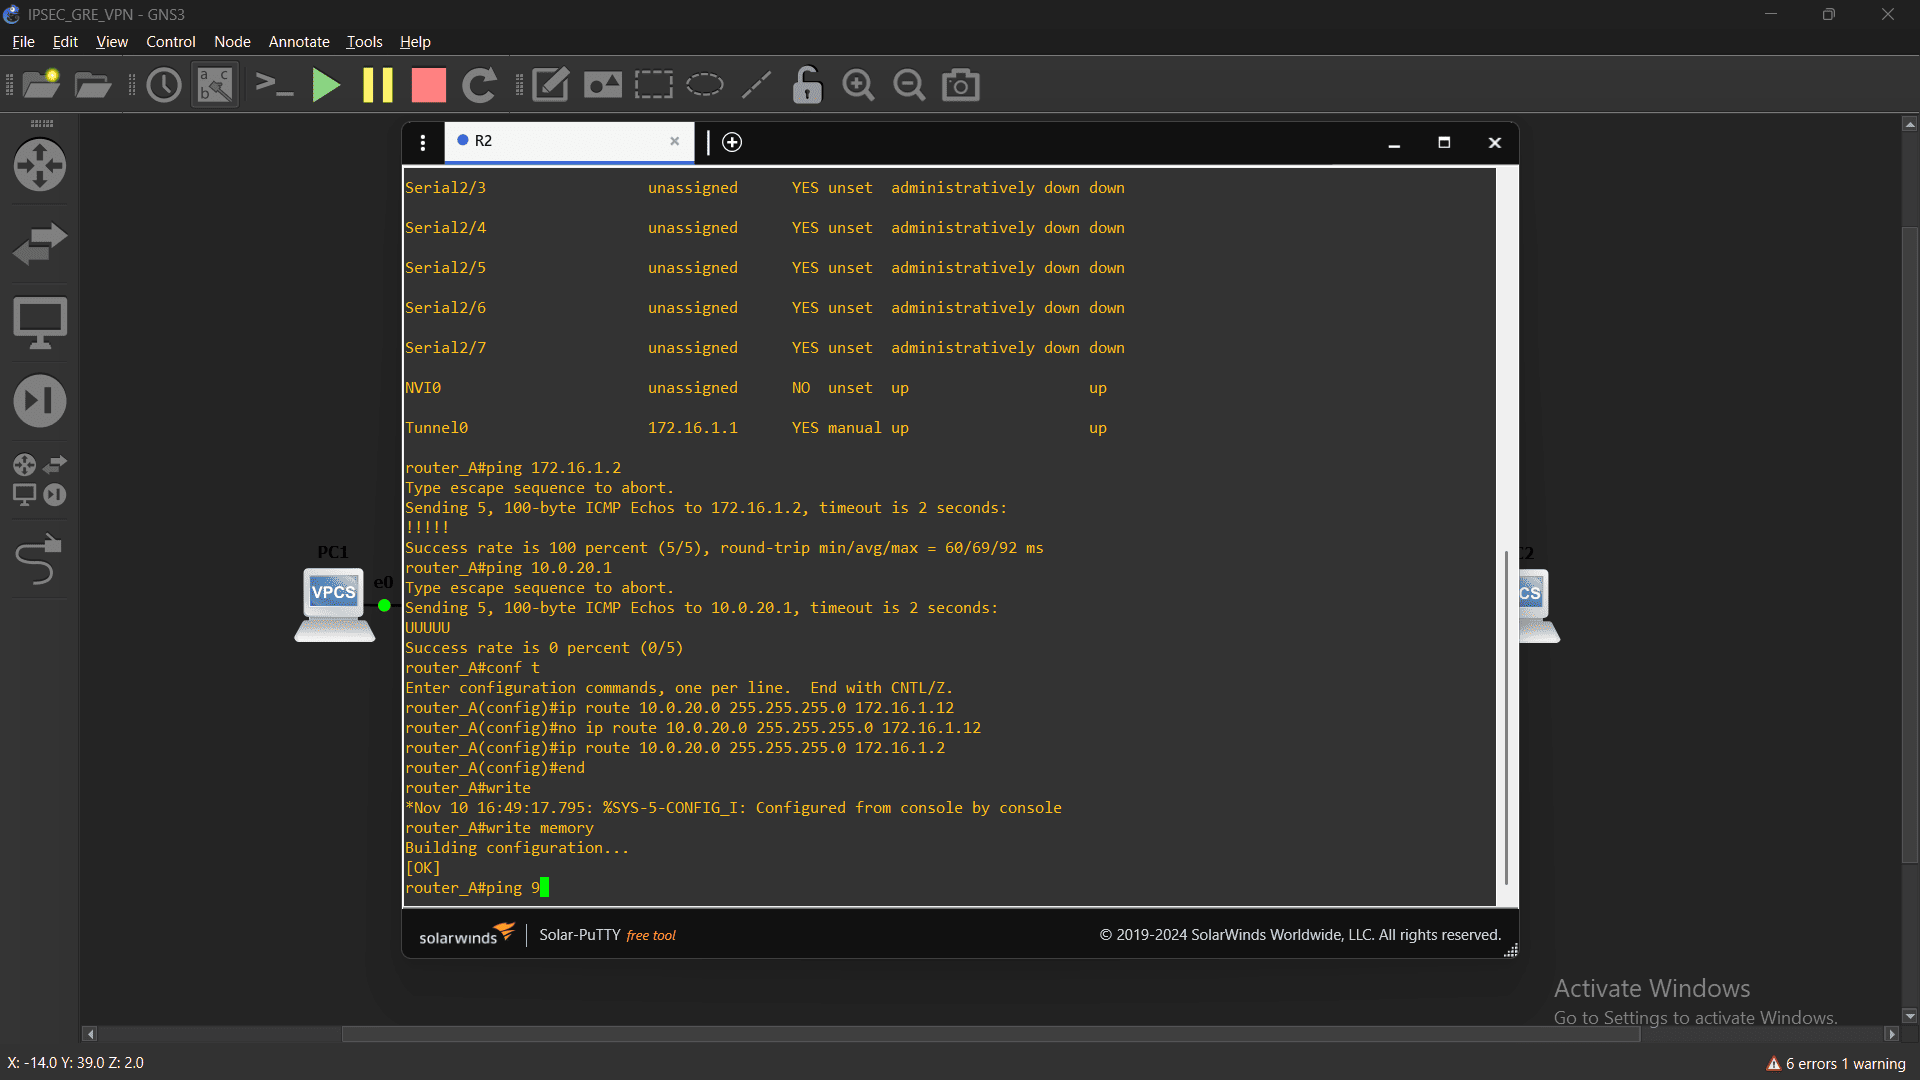 IPSEC_GRE_VPN - GNS3
File Edit View Control Node Annotate Tools Help
R2
Serial2/3 unassigned YES unset administratively down down
Serial2/4 unassigned YES unset administratively down down
Serial2/5 unassigned YES unset administratively down down
Serial2/6 unassigned YES unset administratively down down
Serial2/7 unassigned YES unset administratively down down
NVI0 unassigned NO unset up up
Tunnel0 172.16.1.1 YES manual up up
router_A#ping 172.16.1.2
Type escape sequence to abort.
Sending 5, 100-byte ICMP Echos to 172.16.1.2, timeout is 2 seconds:
!!!!!
Success rate is 100 percent (5/5), round-trip min/avg/max = 60/69/92 ms
router_A#ping 10.0.20.1
Type escape sequence to abort.
Sending 5, 100-byte ICMP Echos to 10.0.20.1, timeout is 2 seconds:
UUUUU
Success rate is 0 percent (0/5)
router_A#conf t
Enter configuration commands, one per line.  End with CNTL/Z.
router_A(config)#ip route 10.0.20.0 255.255.255.0 172.16.1.12
router_A(config)#no ip route 10.0.20.0 255.255.255.0 172.16.1.12
router_A(config)#ip route 10.0.20.0 255.255.255.0 172.16.1.2
router_A(config)#end
router_A#write
*Nov 10 16:49:17.795: %SYS-5-CONFIG_I: Configured from console by console
router_A#write memory
Building configuration...
[OK]
router_A#ping 9
PC1
VPCS
e0
C2
CS
solarwinds Solar-PuTTY free tool
© 2019-2024 SolarWinds Worldwide, LLC. All rights reserved.
Activate Windows
Go to Settings to activate Windows.
X: -14.0 Y: 39.0 Z: 2.0
6 errors 1 warning